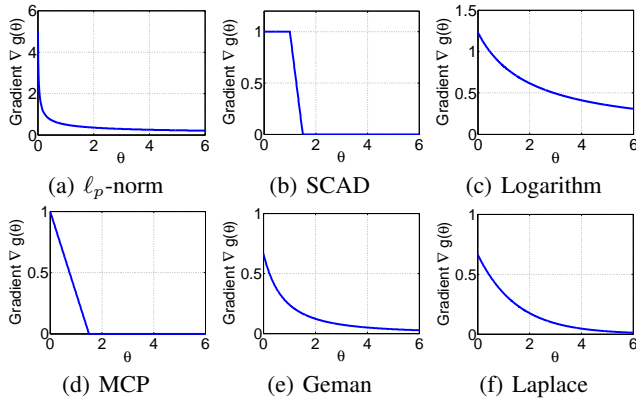 Gradient ∇ g(θ)
6
4
2
0
0 2 4 6
θ
(a) ℓp-norm
Gradient ∇ g(θ)
1
0.5
0
0 2 4 6
θ
(b) SCAD
Gradient ∇ g(θ)
1.5
1
0.5
0
0 2 4 6
θ
(c) Logarithm
Gradient ∇ g(θ)
1
0.5
0
0 2 4 6
θ
(d) MCP
Gradient ∇ g(θ)
1
0.5
0
0 2 4 6
θ
(e) Geman
Gradient ∇ g(θ)
1
0.5
0
0 2 4 6
θ
(f) Laplace